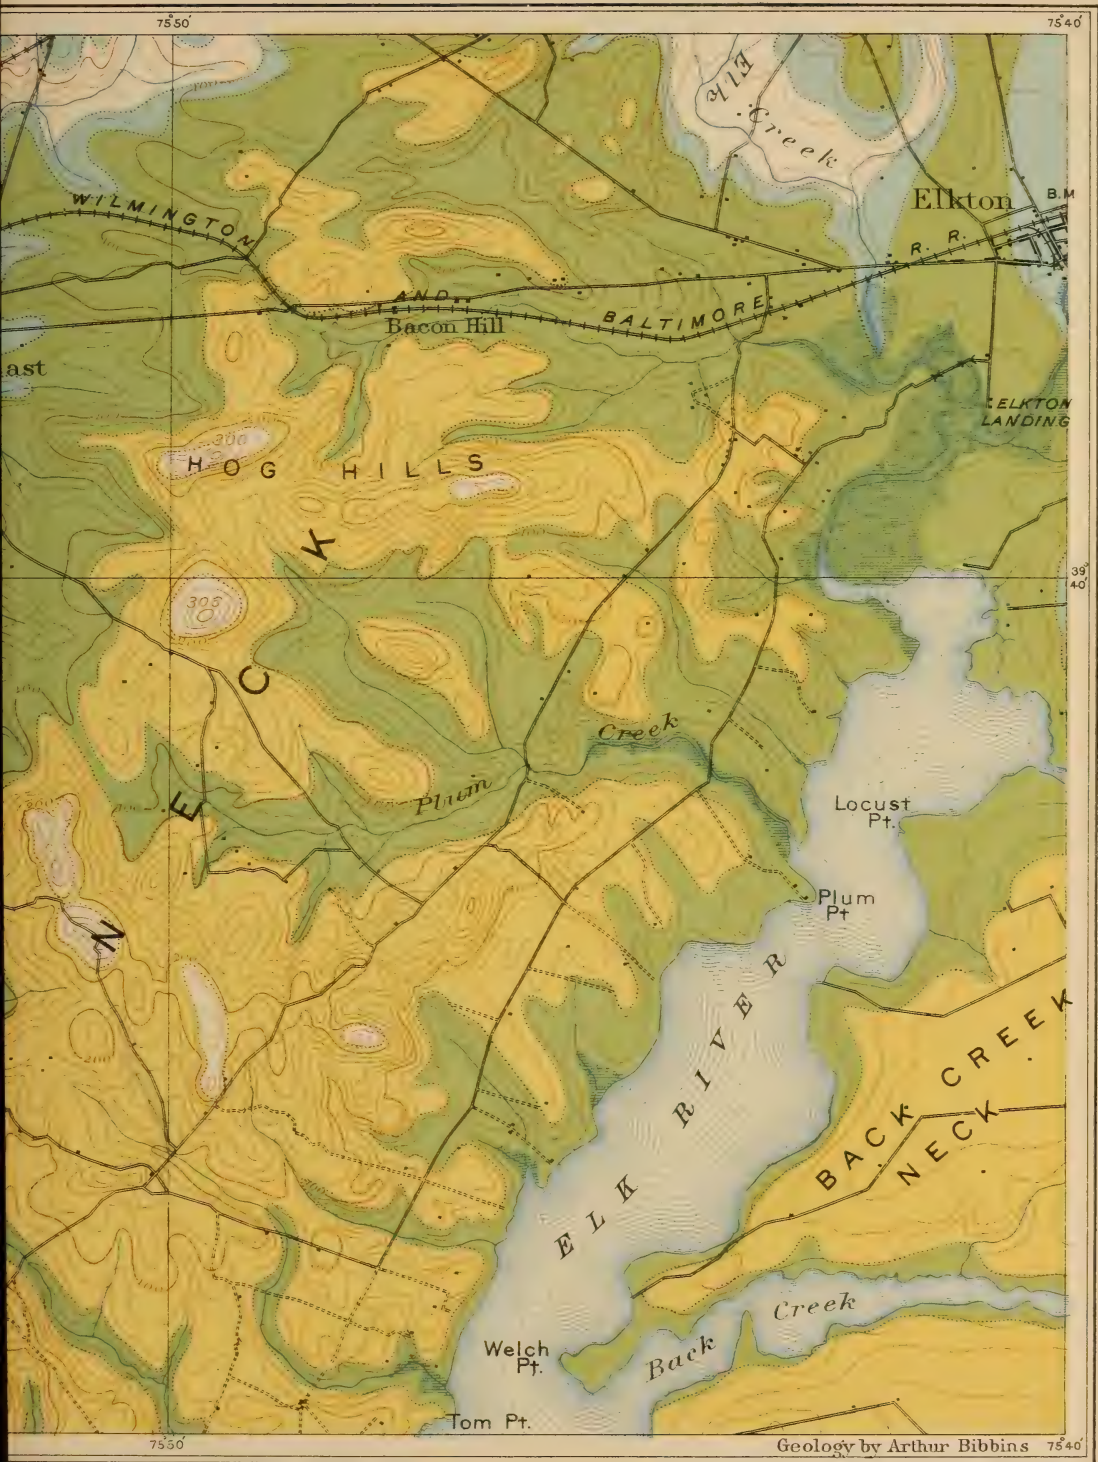 75°50'
75°40'
Elk
Creek
Elkton
B.M
WILMINGTON
R. R.
AND
BALTIMORE
Bacon Hill
ast
ELKTON
LANDING
300
HOG HILLS
39°
40'
305
NECK
Creek
Plum
Locust
Pt.
Plum
Pt
ELK RIVER
BACK CREEK
NECK
Creek
Back
Welch
Pt.
Tom Pt.
75°50'
Geology by Arthur Bibbins
75°40'